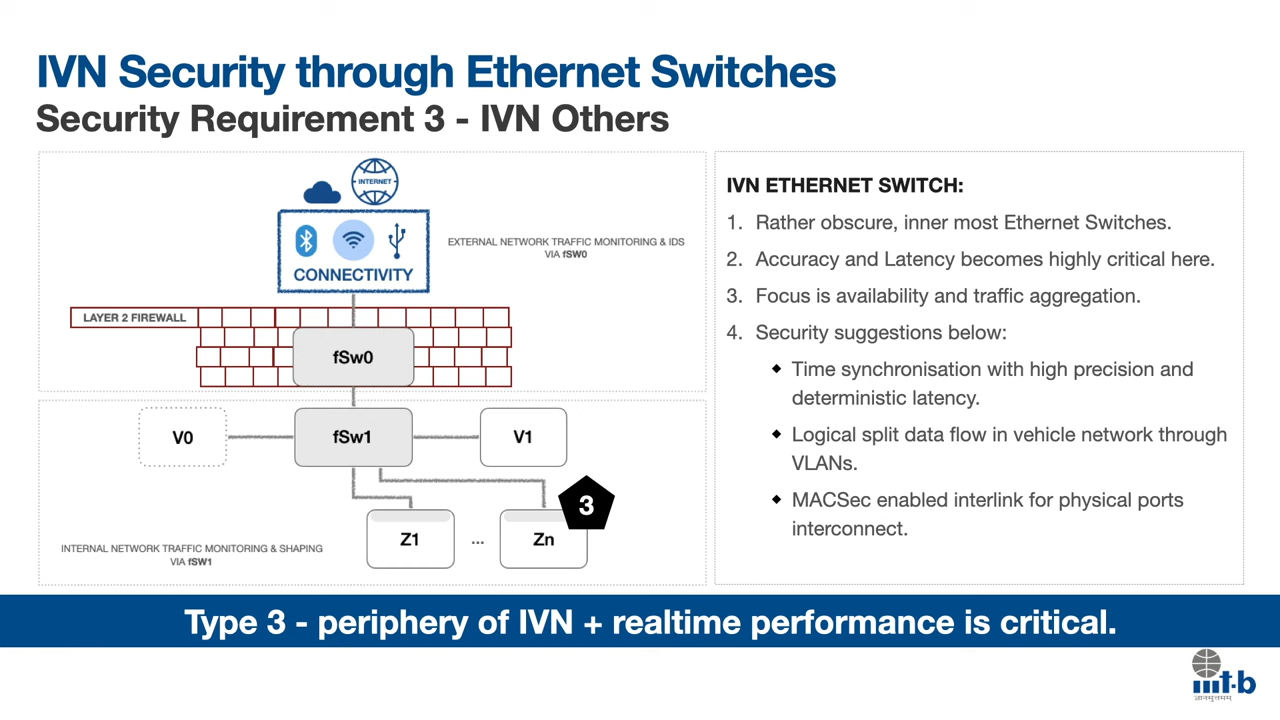 IVN Security through Ethernet Switches
Security Requirement 3 - IVN Others
INTERNET
CONNECTIVITY
EXTERNAL NETWORK TRAFFIC MONITORING & IDS
VIA fSW0
LAYER 2 FIREWALL
fSw0
V0
fSw1
V1
3
Z1
...
Zn
INTERNAL NETWORK TRAFFIC MONITORING & SHAPING
VIA fSW1
IVN ETHERNET SWITCH:
1. Rather obscure, inner most Ethernet Switches.
2. Accuracy and Latency becomes highly critical here.
3. Focus is availability and traffic aggregation.
4. Security suggestions below:
◆ Time synchronisation with high precision and
deterministic latency.
◆ Logical split data flow in vehicle network through
VLANs.
◆ MACSec enabled interlink for physical ports
interconnect.
Type 3 - periphery of IVN + realtime performance is critical.
iiit-b
ज्ञानमुत्तमम्